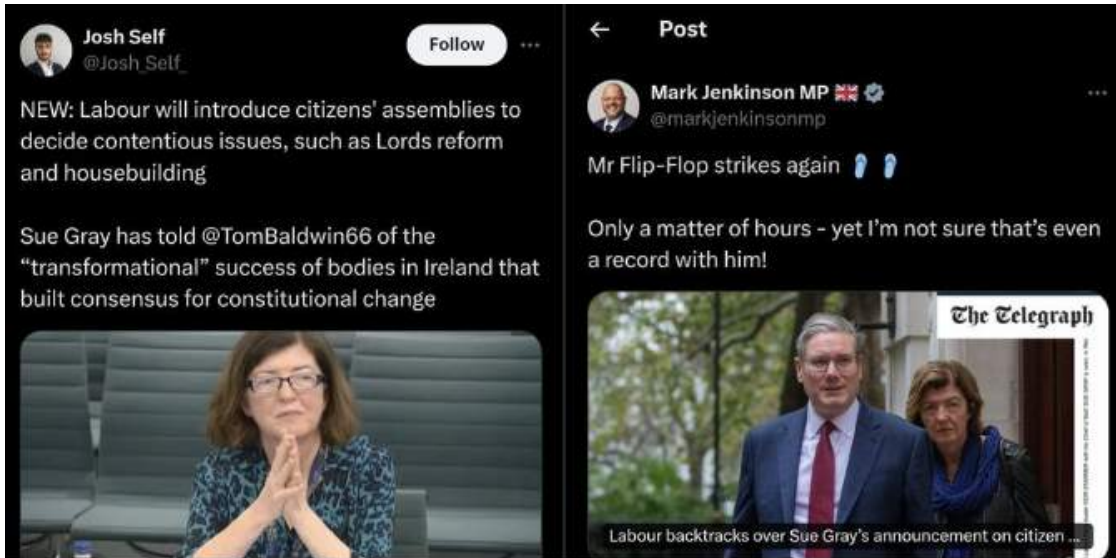 Josh Self
@Josh_Self_
Follow
NEW: Labour will introduce citizens' assemblies to
decide contentious issues, such as Lords reform
and housebuilding
Sue Gray has told @TomBaldwin66 of the
“transformational” success of bodies in Ireland that
built consensus for constitutional change
Post
Mark Jenkinson MP
@markjenkinsonmp
Mr Flip-Flop strikes again
Only a matter of hours - yet I’m not sure that’s even
a record with him!
The Telegraph
Labour backtracks over Sue Gray’s announcement on citizen ...